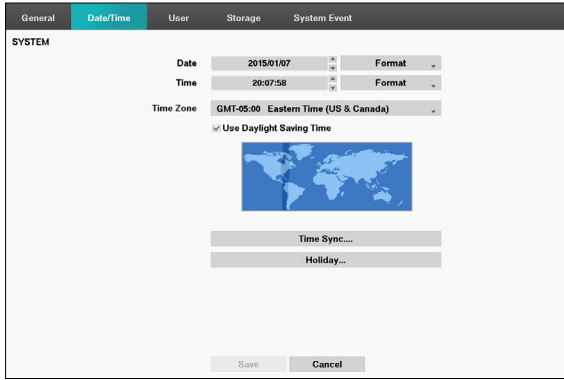 General Date/Time User Storage System Event
SYSTEM
Date 2015/01/07 Format
Time 20:07:58 Format
Time Zone GMT-05:00 Eastern Time (US & Canada)
Use Daylight Saving Time
Time Sync....
Holiday...
Save Cancel